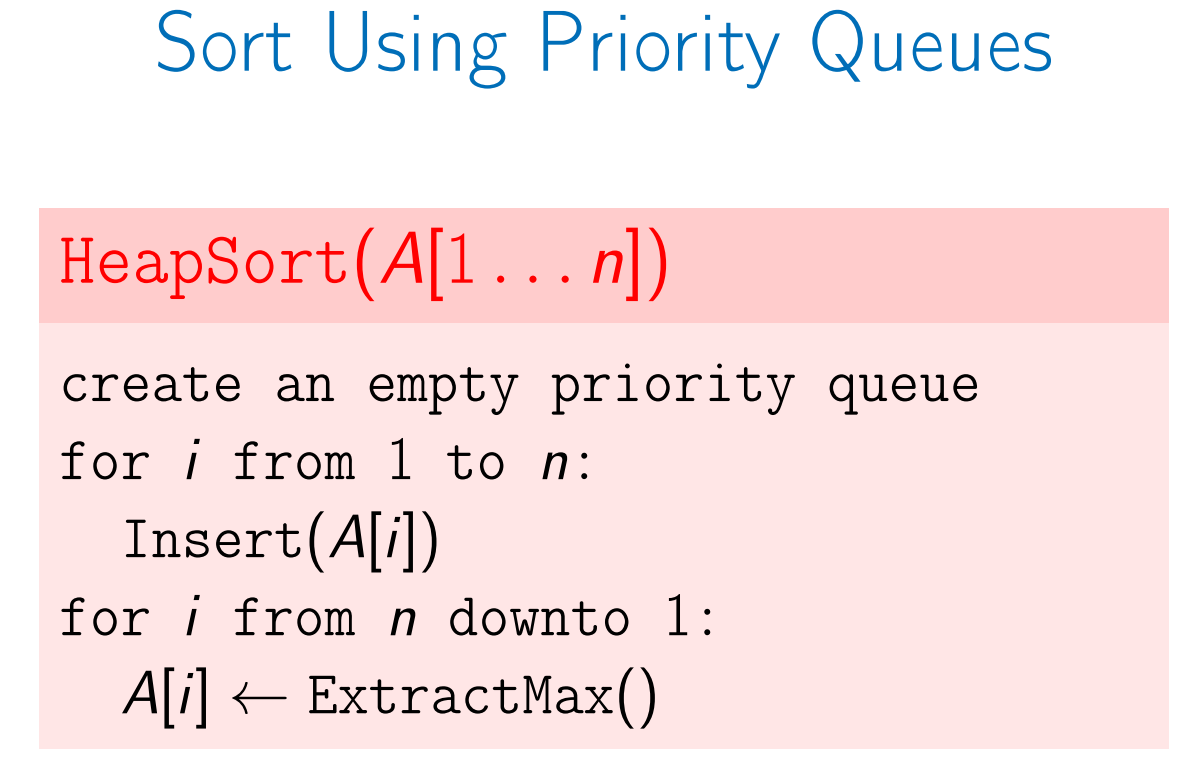 Sort Using Priority Queues
HeapSort(A[1 . . . n])
create an empty priority queue
for i from 1 to n:
Insert(A[i])
for i from n downto 1:
A[i] ← ExtractMax()